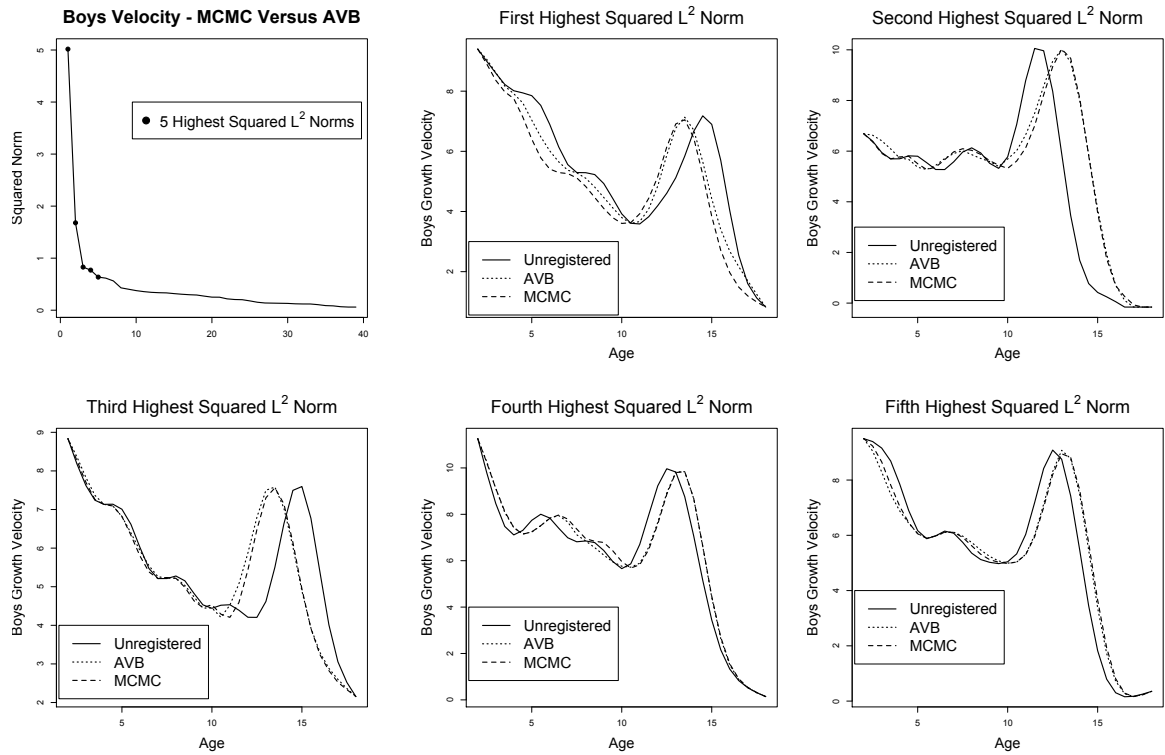 Boys Velocity - MCMC Versus AVB
Squared Norm
5
4
3
2
1
0
5 Highest Squared L² Norms
0 10 20 30 40
First Highest Squared L² Norm
Boys Growth Velocity
8
6
4
2
Unregistered
AVB
MCMC
5 10 15
Age
Second Highest Squared L² Norm
Boys Growth Velocity
10
8
6
4
2
0
Unregistered
AVB
MCMC
5 10 15
Age
Third Highest Squared L² Norm
Boys Growth Velocity
9
8
7
6
5
4
3
2
Unregistered
AVB
MCMC
5 10 15
Age
Fourth Highest Squared L² Norm
Boys Growth Velocity
10
8
6
4
2
0
Unregistered
AVB
MCMC
5 10 15
Age
Fifth Highest Squared L² Norm
Boys Growth Velocity
8
6
4
2
0
Unregistered
AVB
MCMC
5 10 15
Age